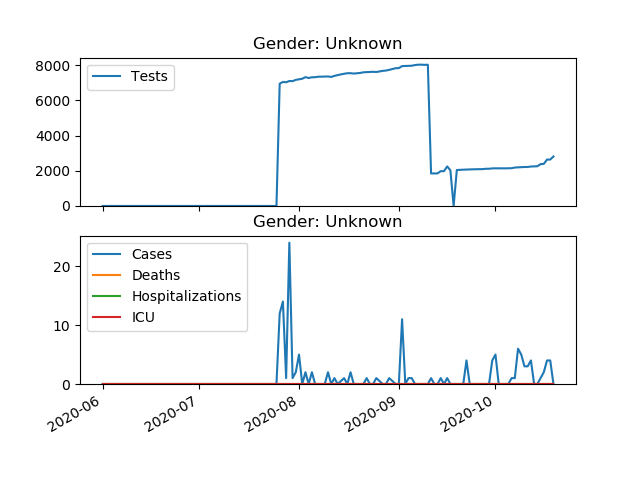 Gender: Unknown
8000
6000
4000
2000
0
Tests
Gender: Unknown
20
10
0
Cases
Deaths
Hospitalizations
ICU
2020-06
2020-07
2020-08
2020-09
2020-10